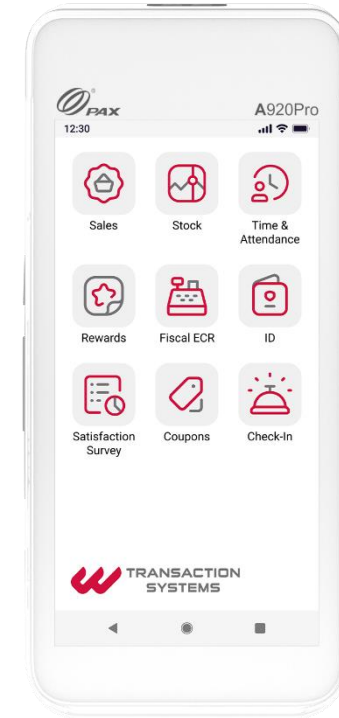 PAX
A920Pro
12:30
Sales
Stock
Time &
Attendance
Rewards
Fiscal ECR
ID
Satisfaction
Survey
Coupons
Check-In
TRANSACTION
SYSTEMS